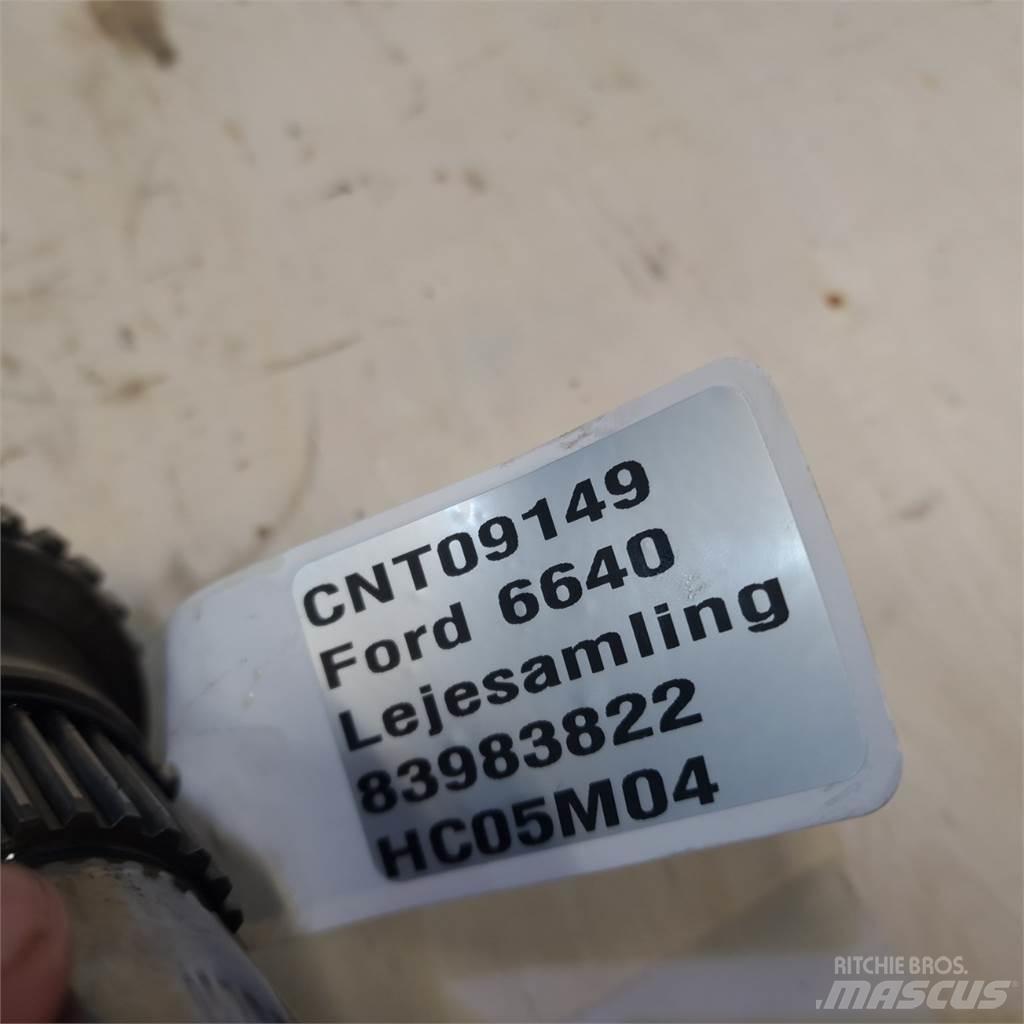 CNT09149
Ford 6640
Lejesamling
83983822
HC05M04
RITCHIE BROS.
MASCUS